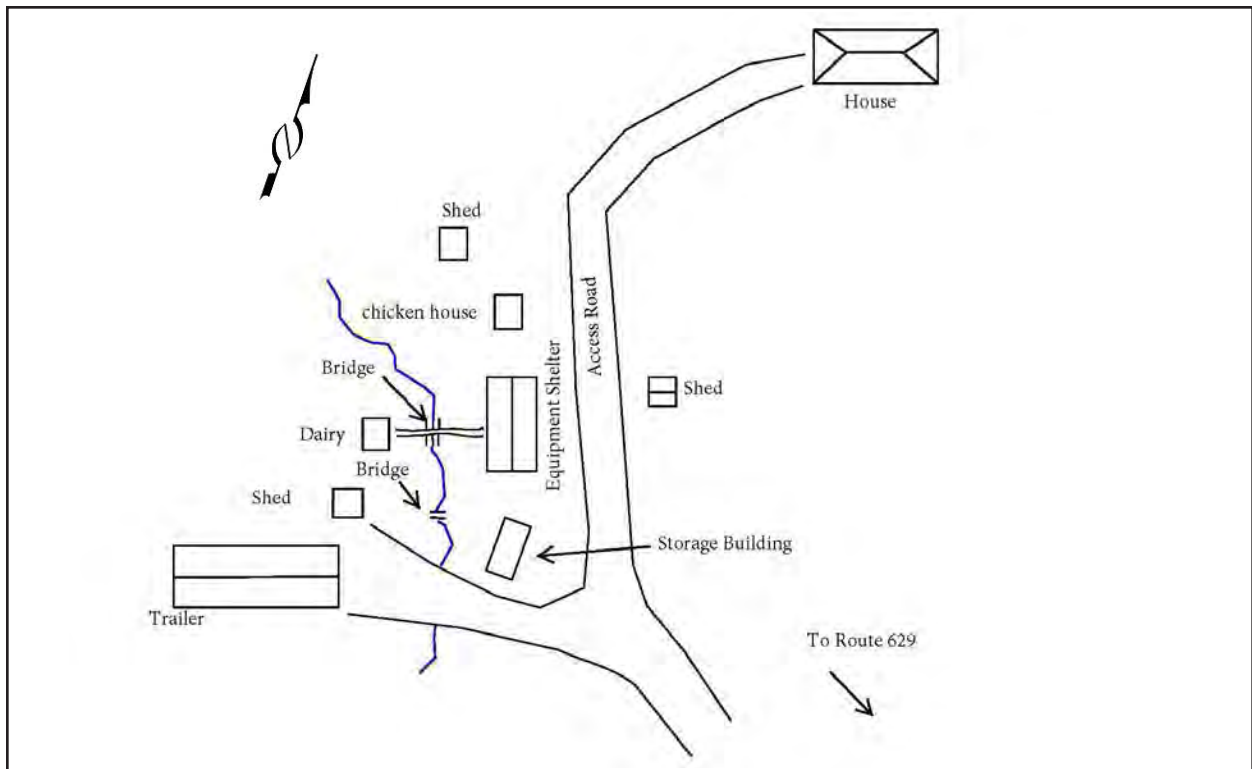 House
Shed
chicken house
Access Road
Equipment Shelter
Bridge
Shed
Dairy
Bridge
Shed
Storage Building
Trailer
To Route 629
N